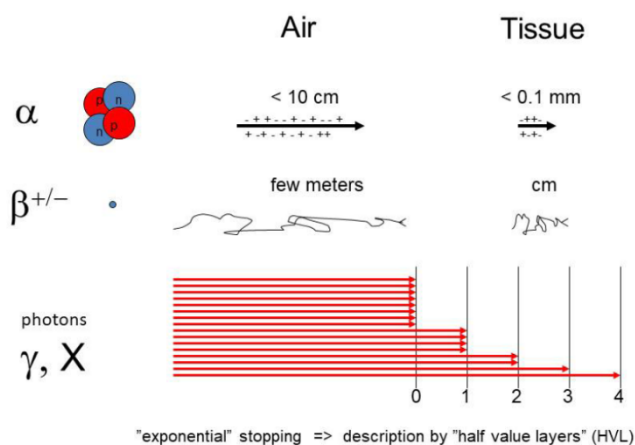 Air Tissue
α p n n p < 10 cm < 0.1 mm
- + + - - + - + - - + - ++-
+ -+ - + - + - ++ +-+-
β+/− few meters cm
photons
γ, X
0 1 2 3 4
"exponential" stopping => description by "half value layers" (HVL)